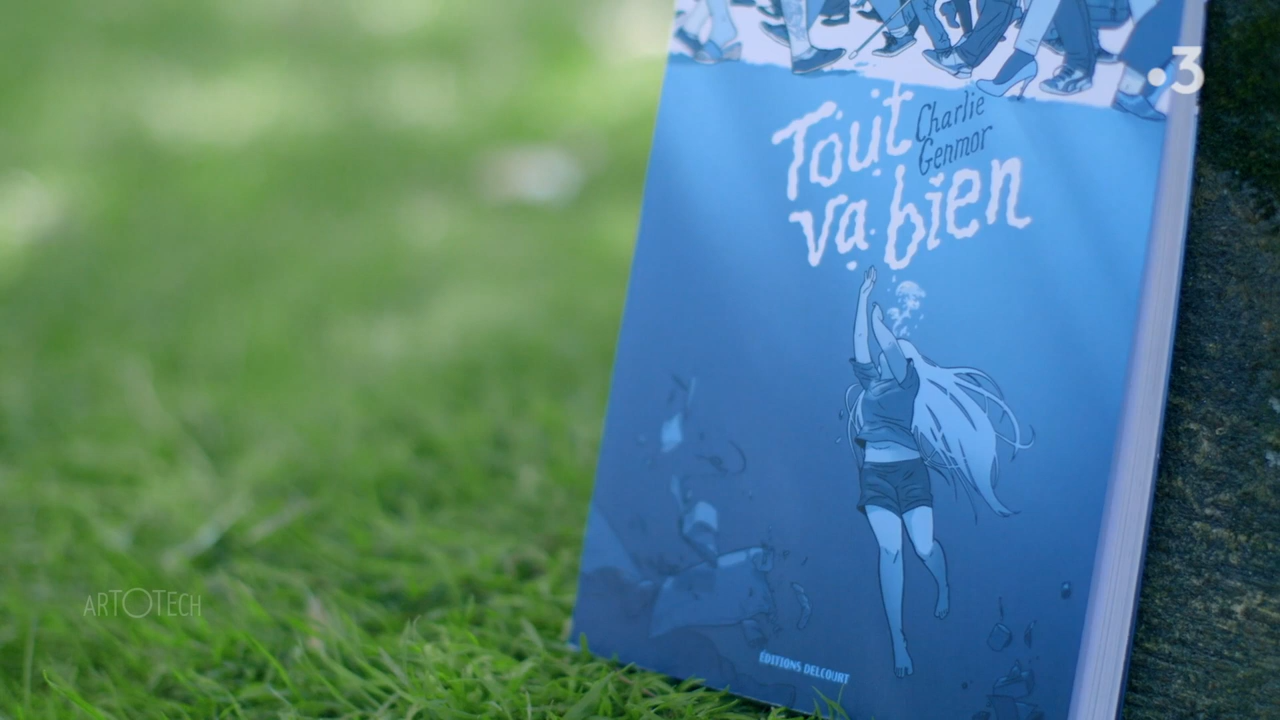 ·3
Tout
Charlie
Genmor
va bien
ÉDITIONS DELCOURT
ARTOTECH